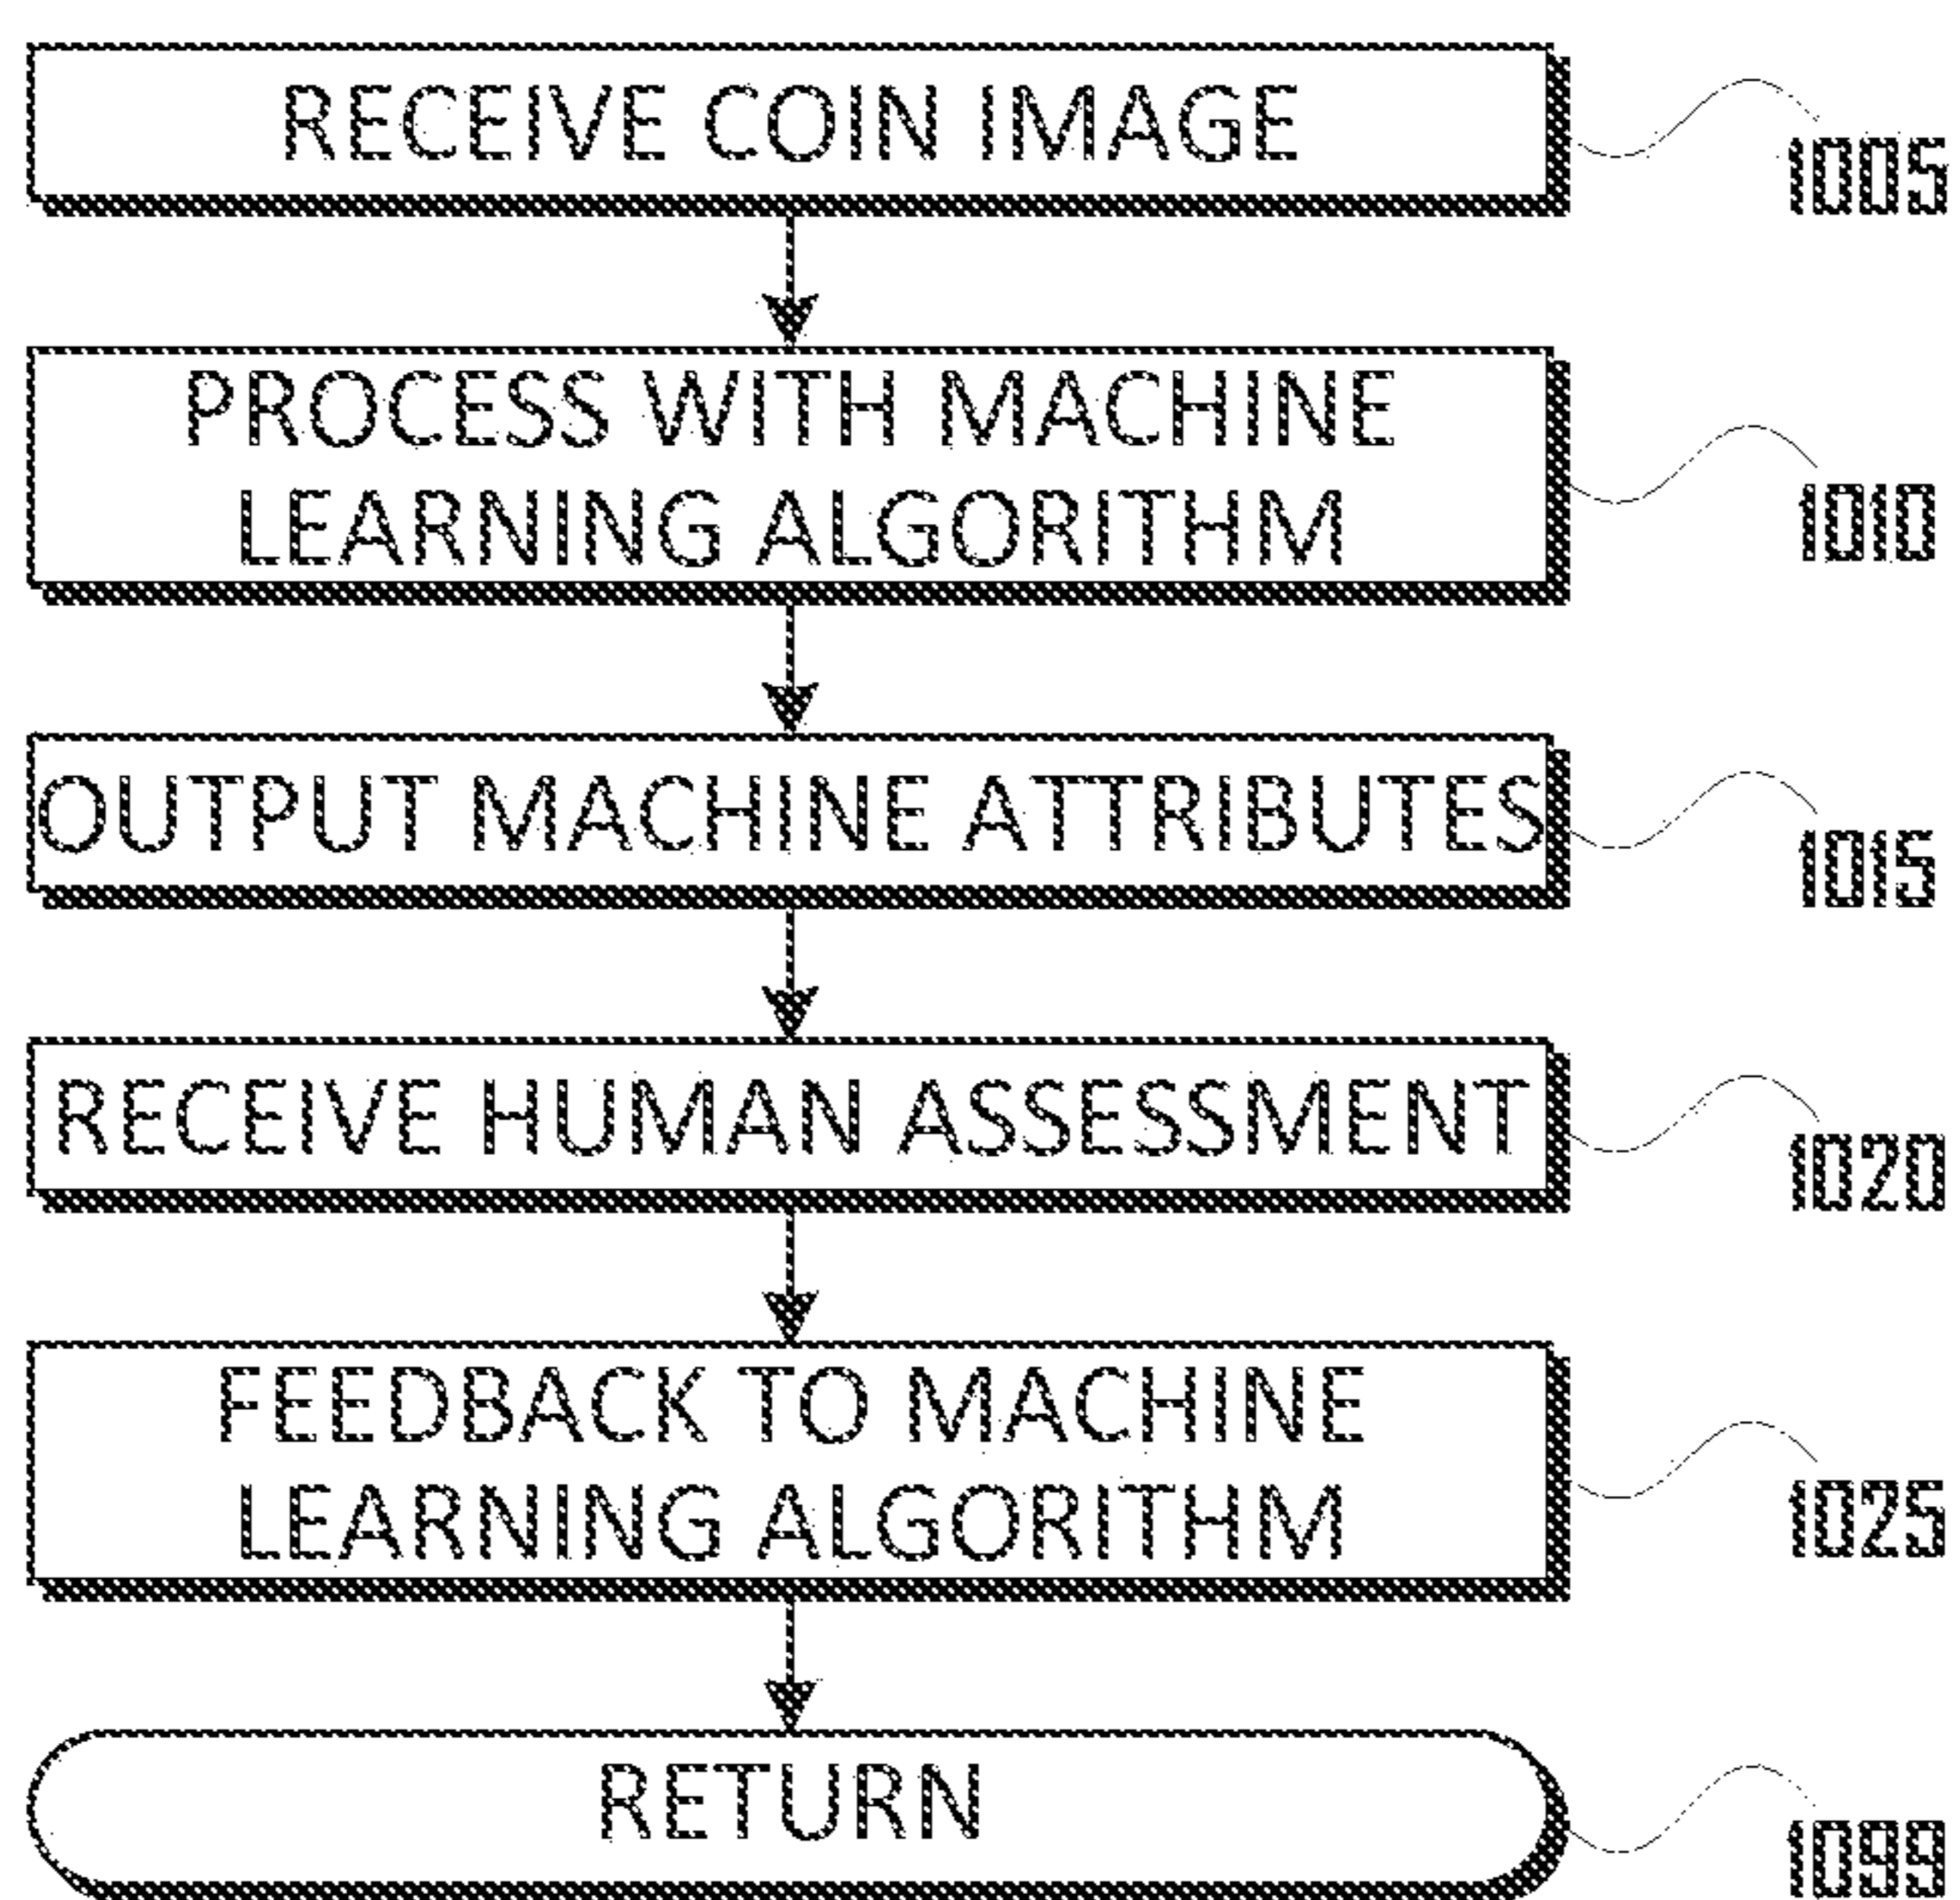 RECEIVE COIN IMAGE
1005
PROCESS WITH MACHINE
LEARNING ALGORITHM
1010
OUTPUT MACHINE ATTRIBUTES
1015
RECEIVE HUMAN ASSESSMENT
1020
FEEDBACK TO MACHINE
LEARNING ALGORITHM
1025
RETURN
1099